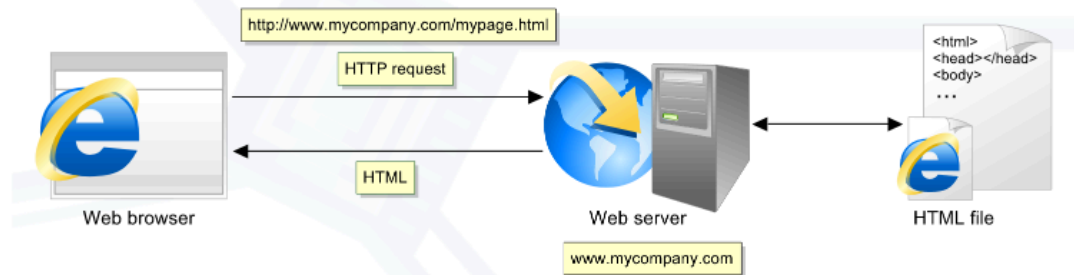 http://www.mycompany.com/mypage.html
HTTP request
HTML
Web browser
Web server
www.mycompany.com
<html>
<head></head>
<body>
...
HTML file